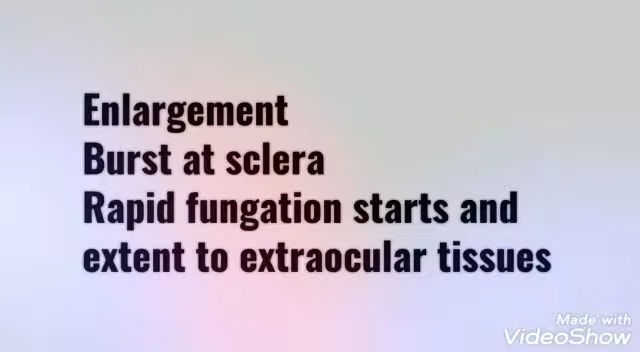 Enlargement
Burst at sclera
Rapid fungation starts and
extent to extraocular tissues
Made with
VideoShow